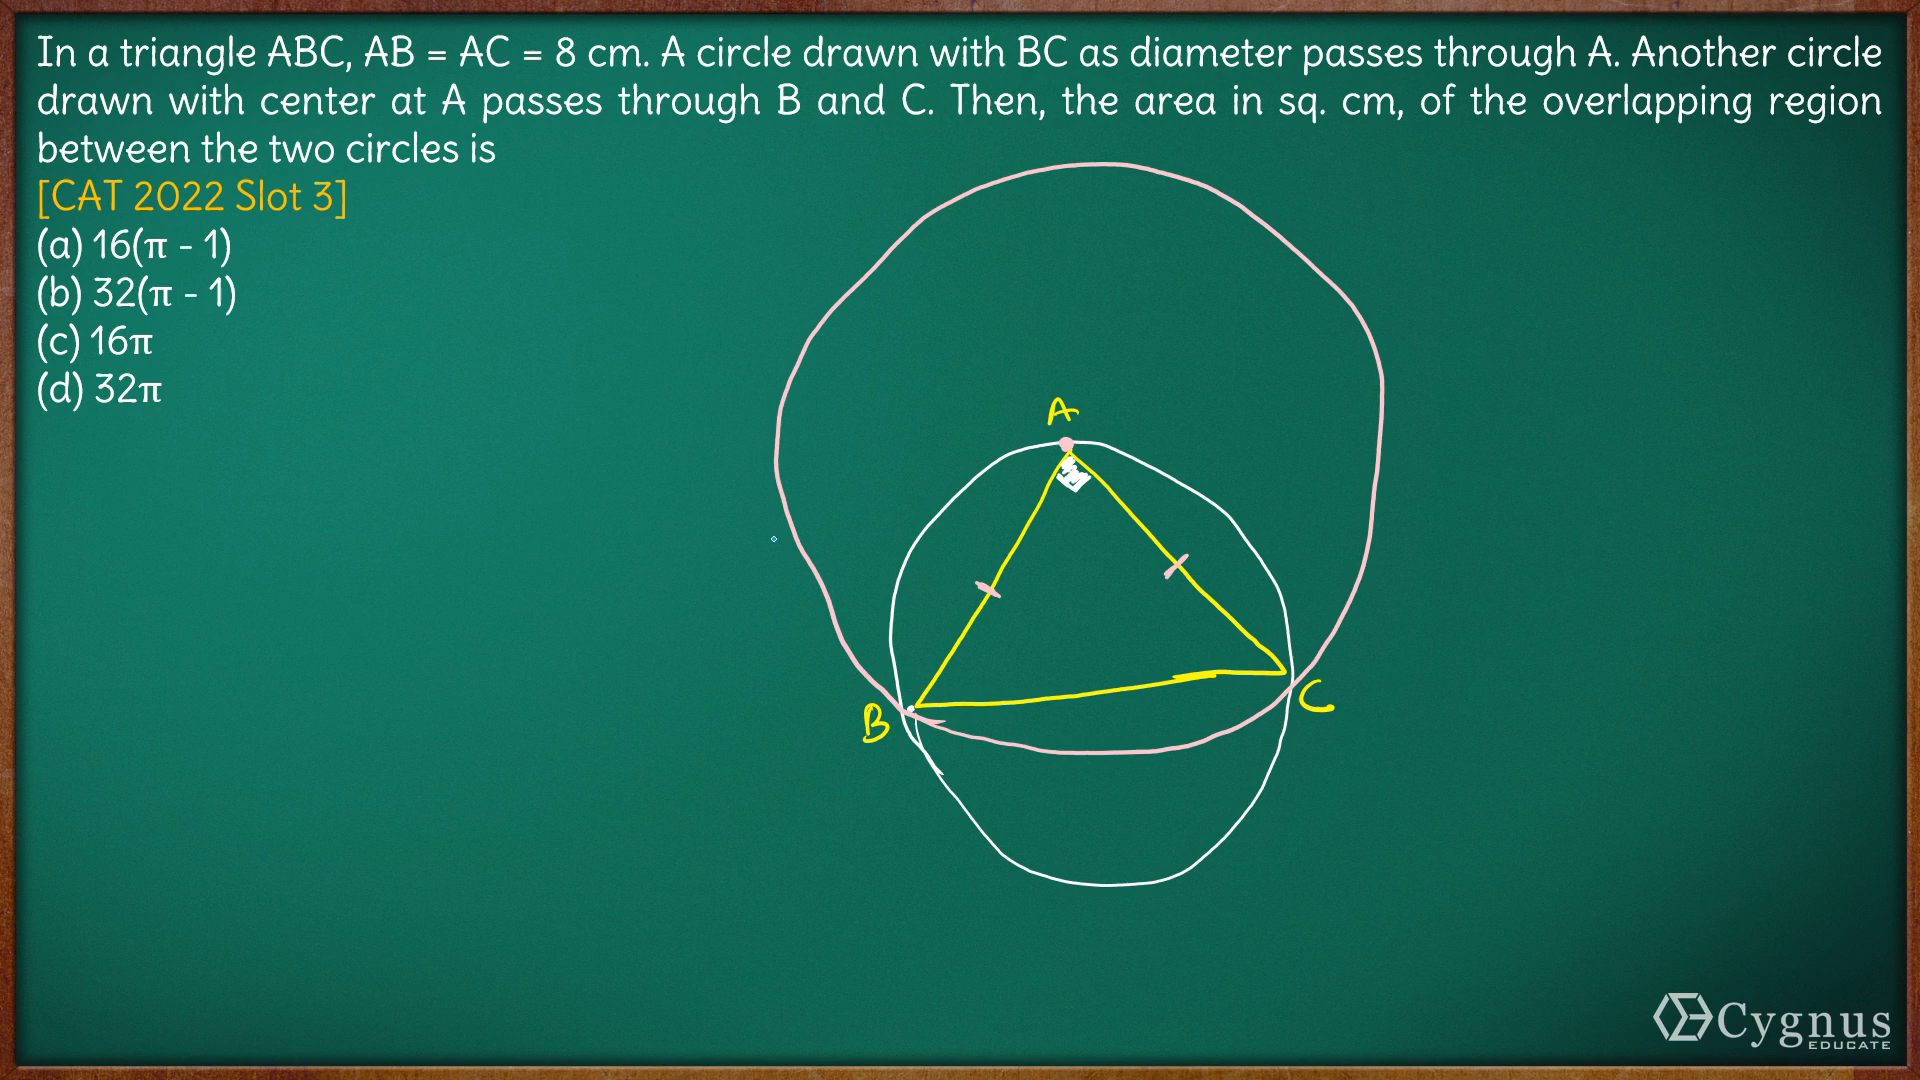 In a triangle ABC, AB = AC = 8 cm. A circle drawn with BC as diameter passes through A. Another circle
drawn with center at A passes through B and C. Then, the area in sq. cm, of the overlapping region
between the two circles is
[CAT 2022 Slot 3]
(a) 16(π - 1)
(b) 32(π - 1)
(c) 16π
(d) 32π
A
B
C
Cygnus
EDUCATE